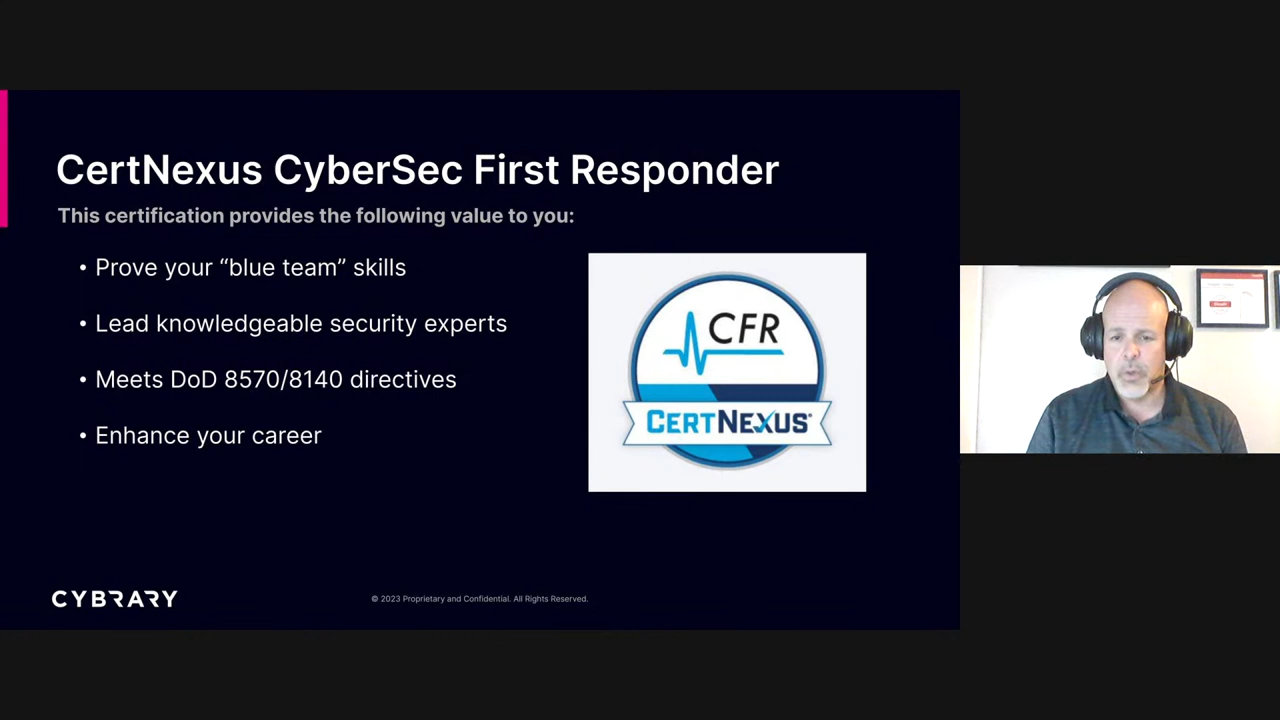 CertNexus CyberSec First Responder
This certification provides the following value to you:
• Prove your “blue team” skills
• Lead knowledgeable security experts
• Meets DoD 8570/8140 directives
• Enhance your career
CFR
CERTNEXUS®
CYBRARY
© 2023 Proprietary and Confidential. All Rights Reserved.